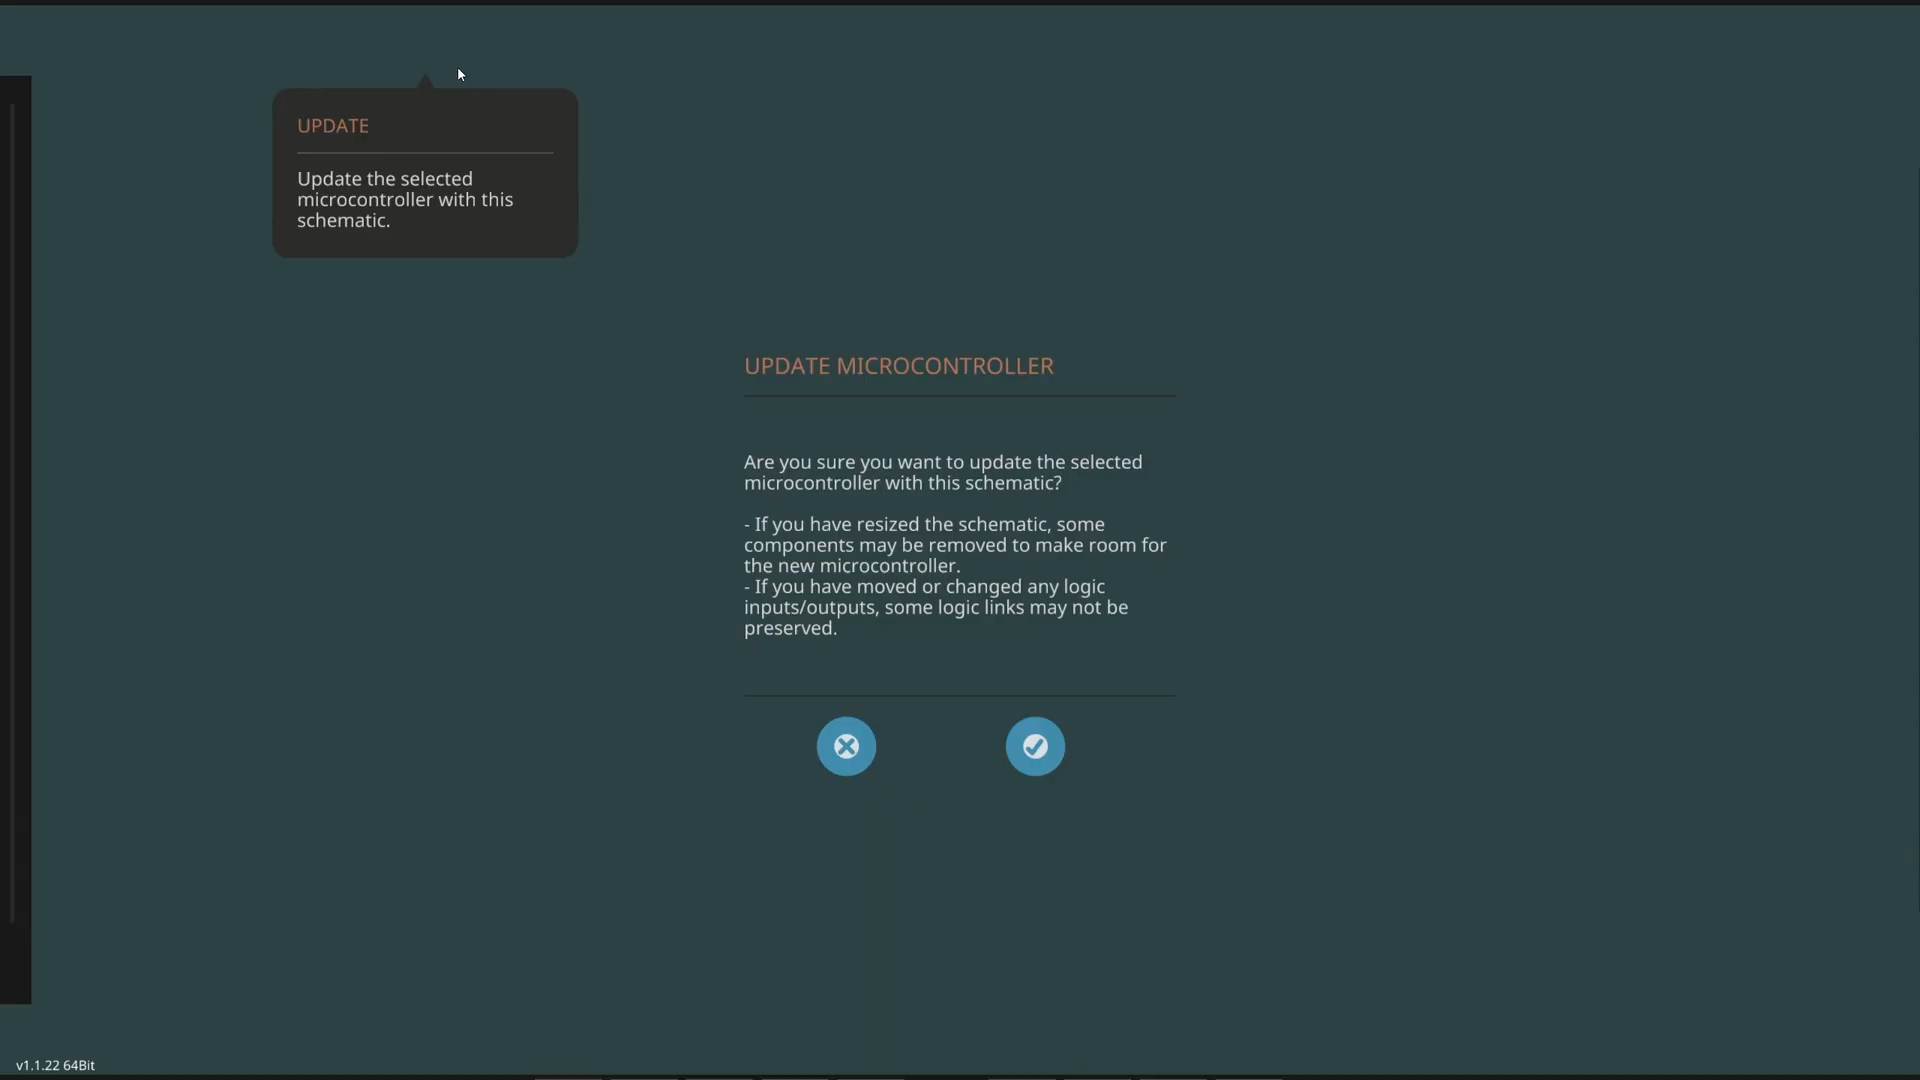 UPDATE
Update the selected
microcontroller with this
schematic.
UPDATE MICROCONTROLLER
Are you sure you want to update the selected
microcontroller with this schematic?
- If you have resized the schematic, some
components may be removed to make room for
the new microcontroller.
- If you have moved or changed any logic
inputs/outputs, some logic links may not be
preserved.
v1.1.22 64Bit